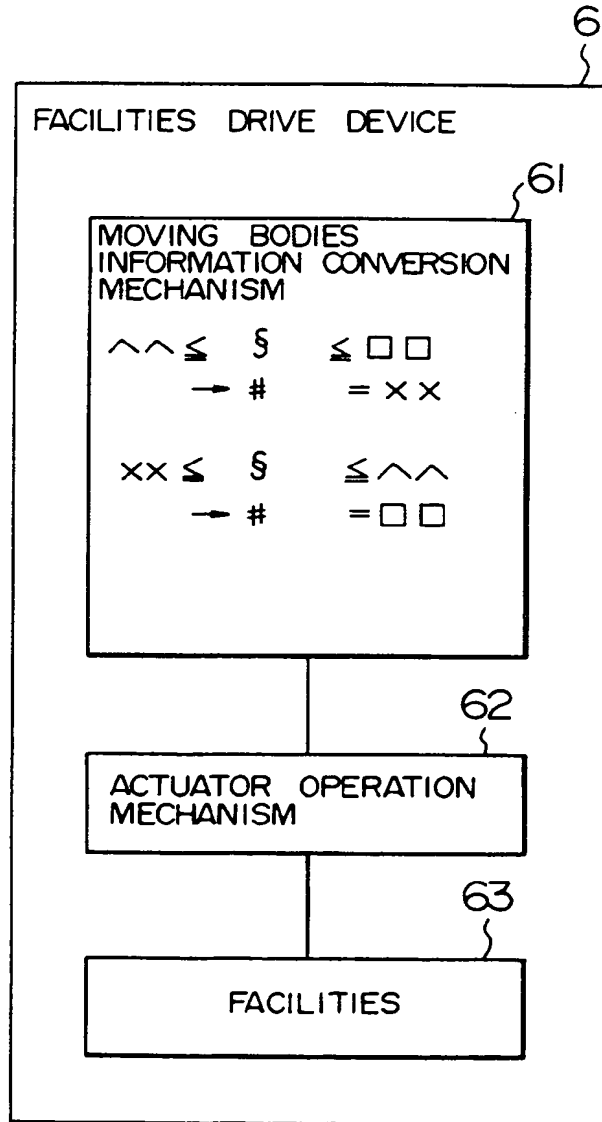 6
FACILITIES DRIVE DEVICE
61
MOVING BODIES
INFORMATION CONVERSION
MECHANISM
^^ ≦ § ≦ □□
→ # = ××
×× ≦ § ≦ ^^
→ # = □□
62
ACTUATOR OPERATION
MECHANISM
63
FACILITIES